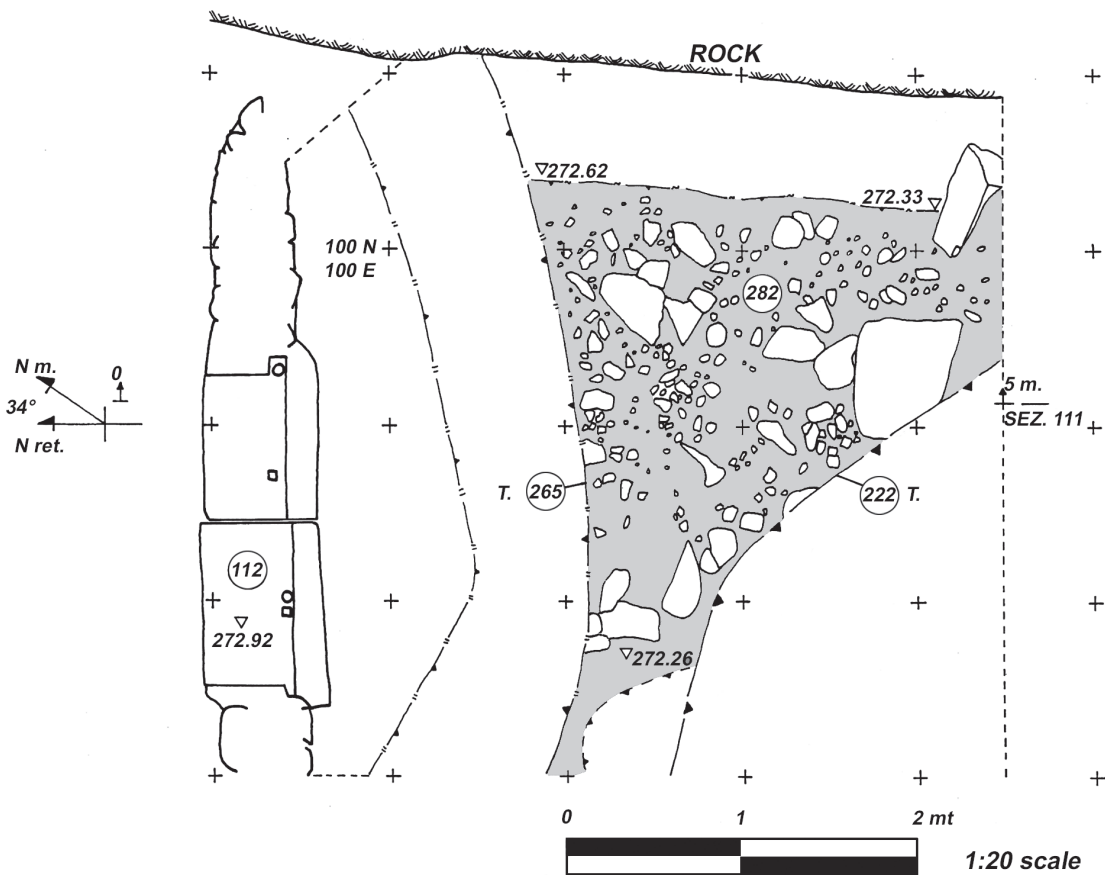 ROCK
272.62
272.33
100 N
100 E
282
N m.
0
34°
N ret.
5 m.
SEZ. 111
T. 265
222 T.
112
272.92
272.26
0 1 2 mt
1:20 scale